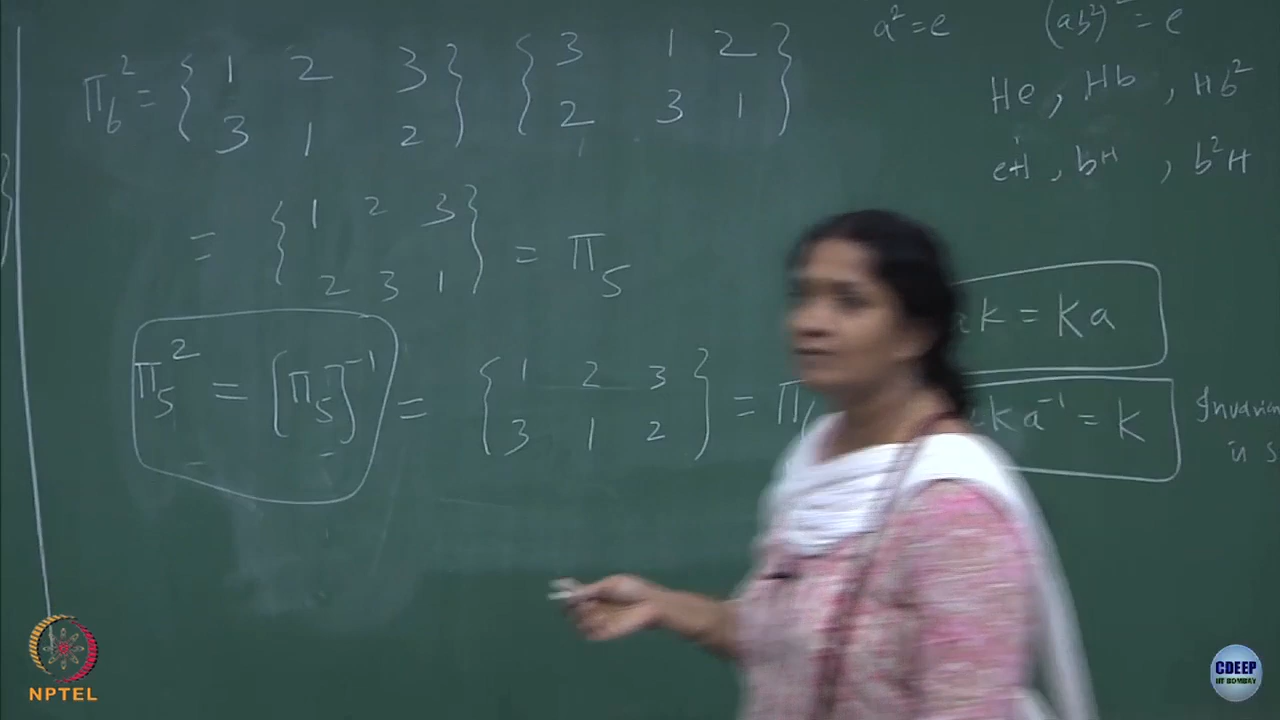 π₆² = {1 2 3 / 3 1 2} {3 1 2 / 2 3 1}
= {1 2 3 / 2 3 1} = π₅
π₅² = [π₅]⁻¹ = {1 2 3 / 3 1 2} = π
a² = e (ab²)² = e
He, Hb, Hb²
eH, bH, b²H
K = Ka
Ka⁻¹ = K
NPTEL
CDEEP
IIT BOMBAY